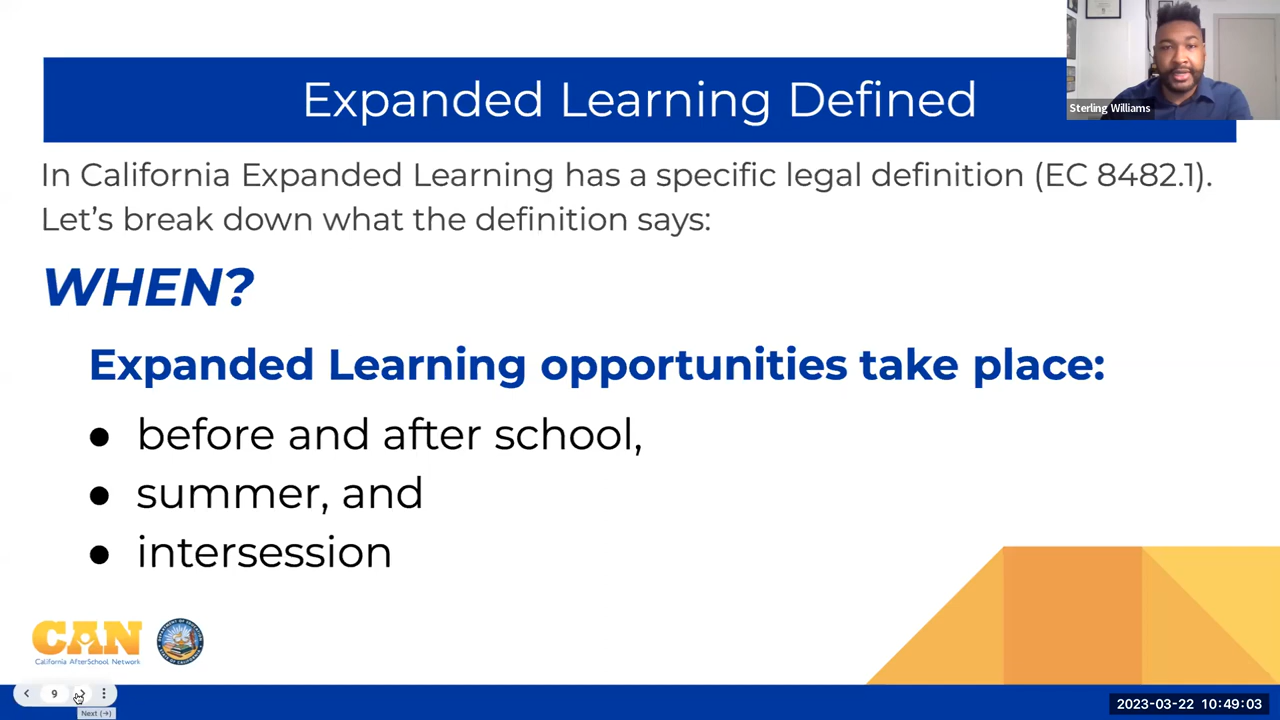 Expanded Learning Defined
Sterling Williams
In California Expanded Learning has a specific legal definition (EC 8482.1).
Let's break down what the definition says:
WHEN?
Expanded Learning opportunities take place:
● before and after school,
● summer, and
● intersession
CAN
California AfterSchool Network
9
Next (→)
2023-03-22 10:49:03